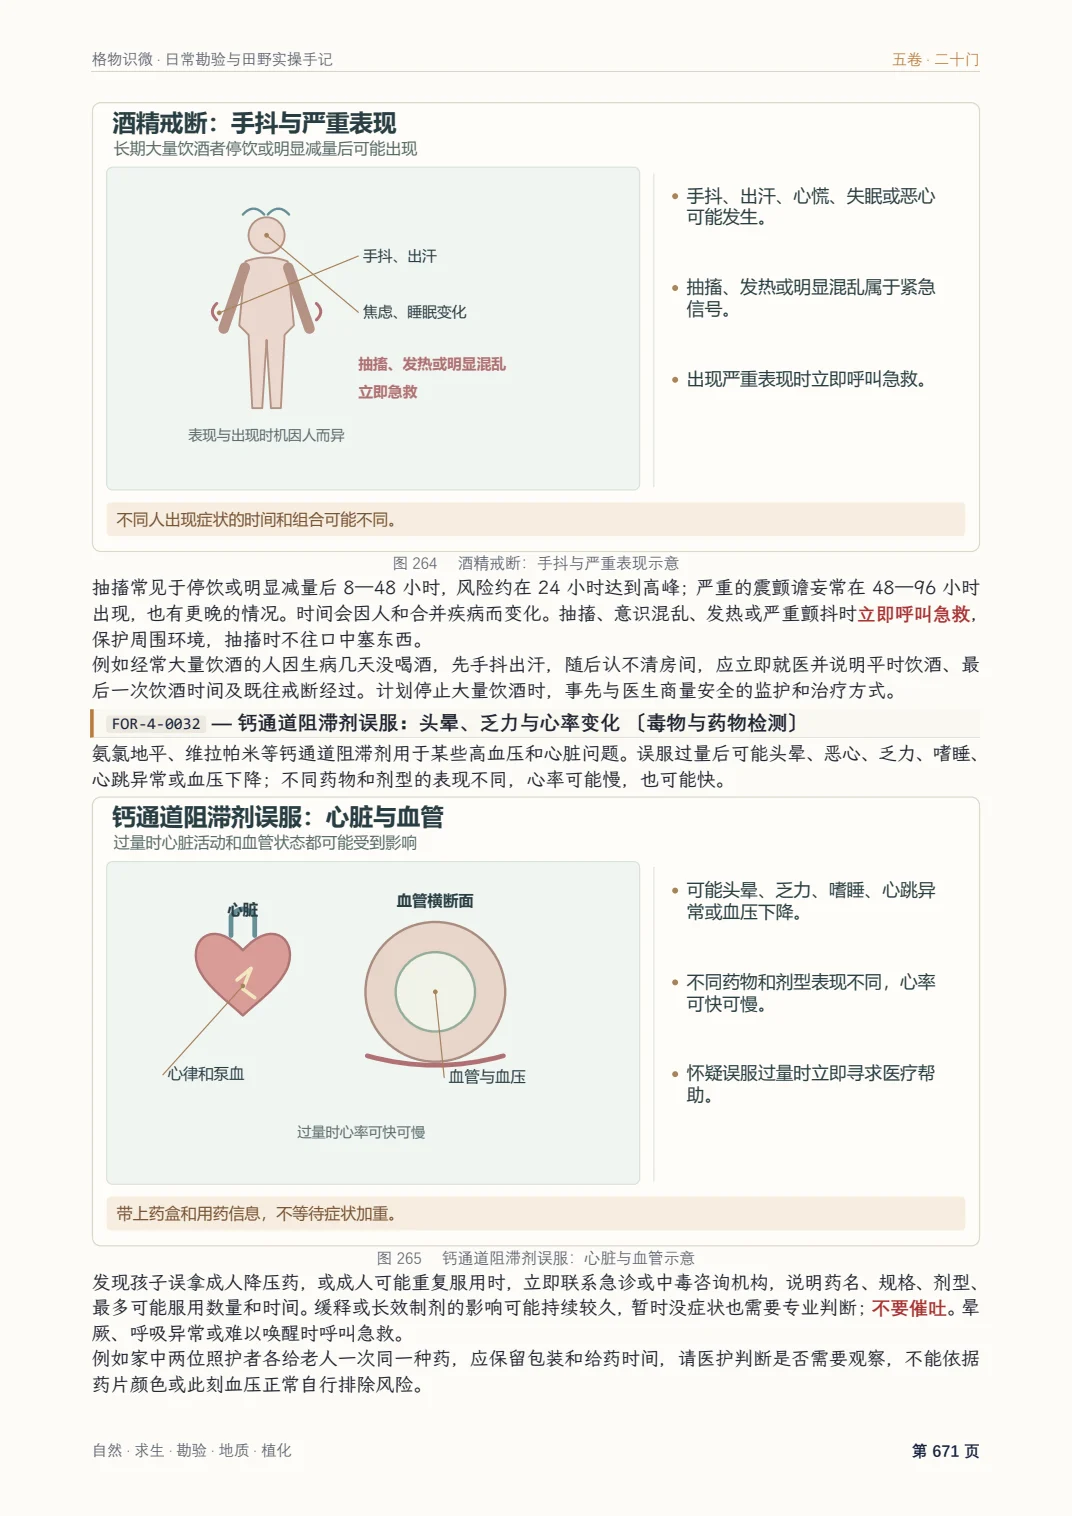 格物识微 · 日常勘验与田野实操手记
五卷 · 二十门
酒精戒断：手抖与严重表现
长期大量饮酒者停饮或明显减量后可能出现
手抖、出汗
焦虑、睡眠变化
抽搐、发热或明显混乱
立即急救
表现与出现时机因人而异
• 手抖、出汗、心慌、失眠或恶心
可能发生。
• 抽搐、发热或明显混乱属于紧急
信号。
• 出现严重表现时立即呼叫急救。
不同人出现症状的时间和组合可能不同。
图 264 酒精戒断：手抖与严重表现示意
抽搐常见于停饮或明显减量后 8—48 小时，风险约在 24 小时达到高峰；严重的震颤谵妄常在 48—96 小时
出现，也有更晚的情况。时间会因人和合并疾病而变化。抽搐、意识混乱、发热或严重颤抖时立即呼叫急救，
保护周围环境，抽搐时不往口中塞东西。
例如经常大量饮酒的人因生病几天没喝酒，先手抖出汗，随后认不清房间，应立即就医并说明平时饮酒、最
后一次饮酒时间及既往戒断经过。计划停止大量饮酒时，事先与医生商量安全的监护和治疗方式。
FOR-4-0032 — 钙通道阻滞剂误服：头晕、乏力与心率变化 〔毒物与药物检测〕
氨氯地平、维拉帕米等钙通道阻滞剂用于某些高血压和心脏问题。误服过量后可能头晕、恶心、乏力、嗜睡、
心跳异常或血压下降；不同药物和剂型的表现不同，心率可能慢，也可能快。
钙通道阻滞剂误服：心脏与血管
过量时心脏活动和血管状态都可能受到影响
心脏
血管横断面
心律和泵血
血管与血压
过量时心率可快可慢
• 可能头晕、乏力、嗜睡、心跳异
常或血压下降。
• 不同药物和剂型表现不同，心率
可快可慢。
• 怀疑误服过量时立即寻求医疗帮
助。
带上药盒和用药信息，不等待症状加重。
图 265 钙通道阻滞剂误服：心脏与血管示意
发现孩子误拿成人降压药，或成人可能重复服用时，立即联系急诊或中毒咨询机构，说明药名、规格、剂型、
最多可能服用数量和时间。缓释或长效制剂的影响可能持续较久，暂时没症状也需要专业判断；不要催吐。晕
厥、呼吸异常或难以唤醒时呼叫急救。
例如家中两位照护者各给老人一次同一种药，应保留包装和给药时间，请医护判断是否需要观察，不能依据
药片颜色或此刻血压正常自行排除风险。
自然 · 求生 · 勘验 · 地质 · 植化
第 671 页